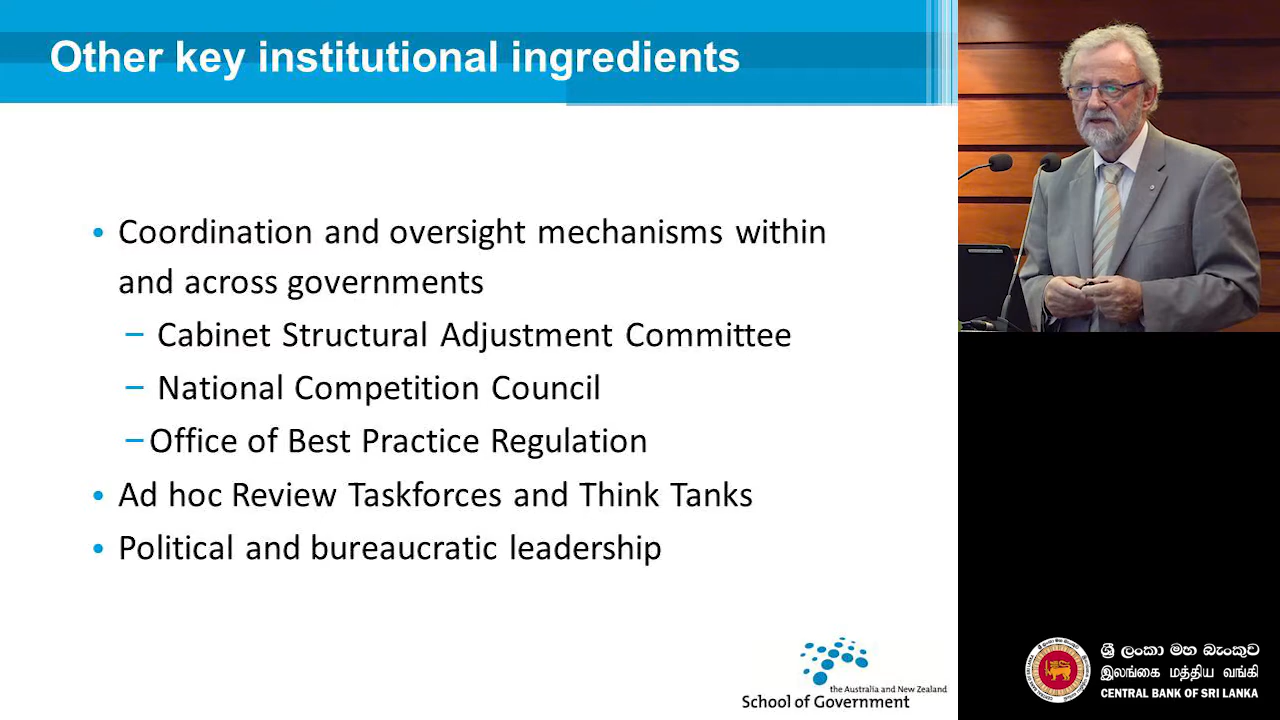 Other key institutional ingredients
• Coordination and oversight mechanisms within
and across governments
– Cabinet Structural Adjustment Committee
– National Competition Council
– Office of Best Practice Regulation
• Ad hoc Review Taskforces and Think Tanks
• Political and bureaucratic leadership
the Australia and New Zealand
School of Government
ශ්‍රී ලංකා මහ බැංකුව
இலங்கை மத்திய வங்கி
CENTRAL BANK OF SRI LANKA